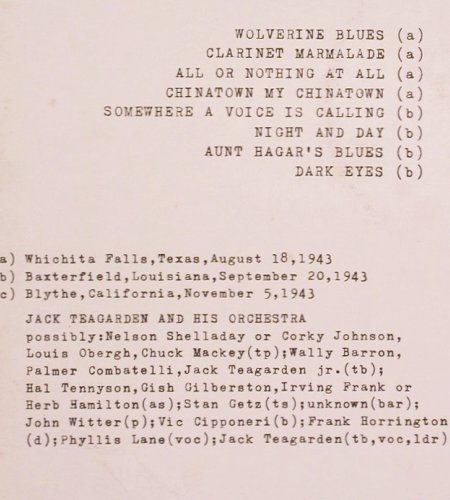 WOLVERINE BLUES (a)
CLARINET MARMALADE (a)
ALL OR NOTHING AT ALL (a)
CHINATOWN MY CHINATOWN (a)
SOMEWHERE A VOICE IS CALLING (b)
NIGHT AND DAY (b)
AUNT HAGAR'S BLUES (b)
DARK EYES (b)
a) Whichita Falls,Texas,August 18,1943
b) Baxterfield,Louisiana,September 20,1943
c) Blythe,California,November 5,1943
JACK TEAGARDEN AND HIS ORCHESTRA
possibly:Nelson Shelladay or Corky Johnson,
Louis Obergh,Chuck Mackey(tp);Wally Barron,
Palmer Combatelli,Jack Teagarden jr.(tb);
Hal Tennyson,Gish Gilberston,Irving Frank or
Herb Hamilton(as);Stan Getz(ts);unknown(bar);
John Witter(p);Vic Cipponeri(b);Frank Horrington
(d);Phyllis Lane(voc);Jack Teagarden(tb,voc,ldr)